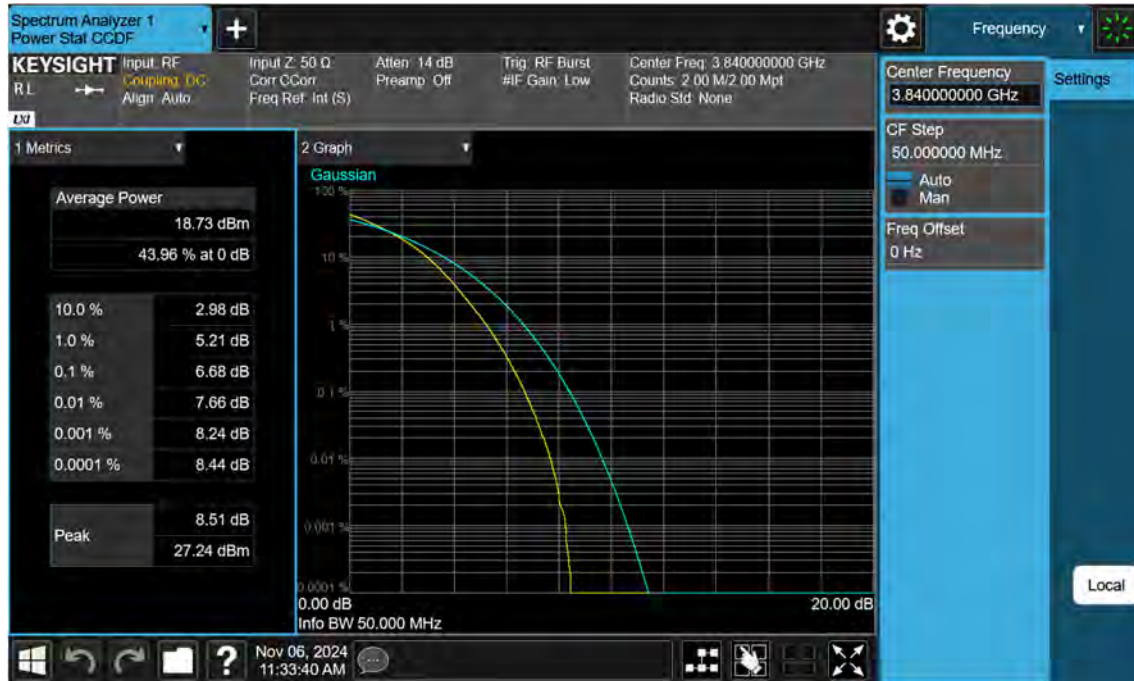 Spectrum Analyzer 1
Power Stat CCDF
+
Frequency
KEYSIGHT
RL
LXI
Input: RF
Coupling: DC
Align: Auto
Input Z: 50 Ω
Corr CCorr
Freq Ref: Int (S)
Atten: 14 dB
Preamp: Off
Trig: RF Burst
#IF Gain: Low
Center Freq: 3.840000000 GHz
Counts: 2.00 M/2.00 Mpt
Radio Std: None
Center Frequency
3.840000000 GHz
Settings
CF Step
50.000000 MHz
Auto
Man
Freq Offset
0 Hz
Local
1 Metrics
Average Power
18.73 dBm
43.96 % at 0 dB
10.0 % 2.98 dB
1.0 % 5.21 dB
0.1 % 6.68 dB
0.01 % 7.66 dB
0.001 % 8.24 dB
0.0001 % 8.44 dB
Peak
8.51 dB
27.24 dBm
2 Graph
Gaussian
100 %
10 %
1 %
0.1 %
0.01 %
0.001 %
0.0001 %
0.00 dB 20.00 dB
Info BW 50.000 MHz
?
Nov 06, 2024
11:33:40 AM